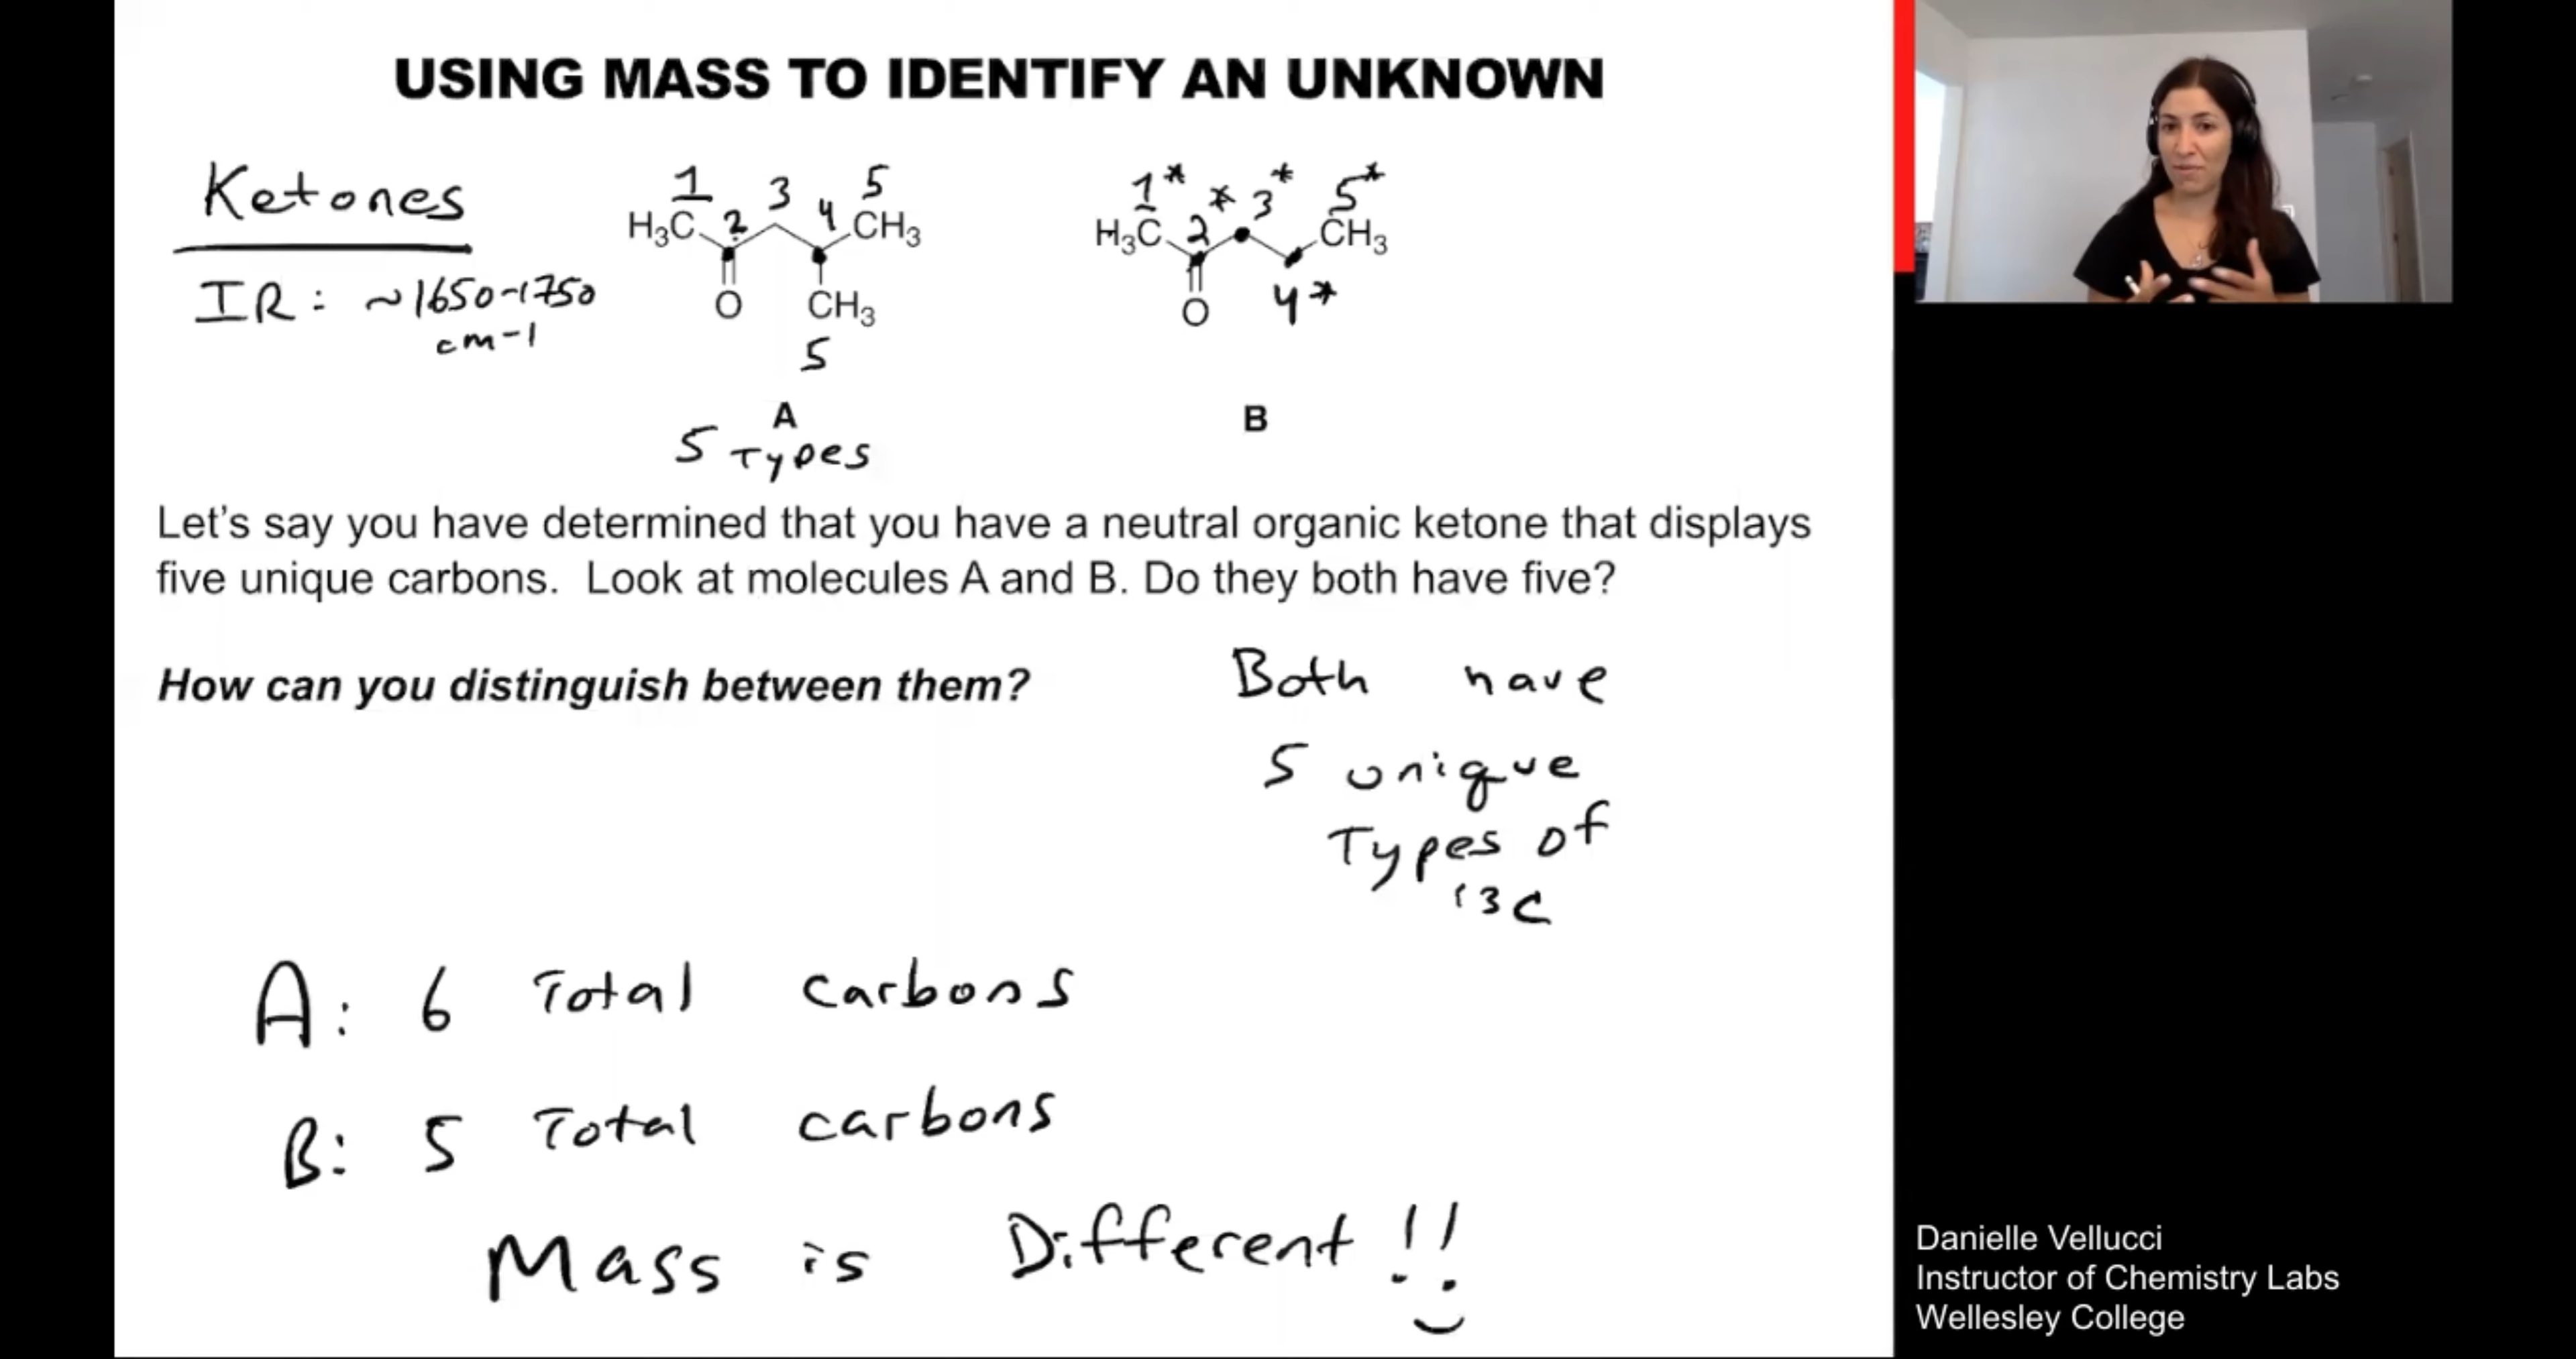 USING MASS TO IDENTIFY AN UNKNOWN
Ketones
IR: ~1650-1750
cm-1
1 2 3 4 5
H3C CH3
O CH3
5
A
5 Types
1* 2 * 3* 5*
H3C CH3
O 4*
B
Let's say you have determined that you have a neutral organic ketone that displays
five unique carbons. Look at molecules A and B. Do they both have five?
How can you distinguish between them?
Both have
5 unique
Types of
13C
A: 6 Total carbons
B: 5 Total carbons
Mass is Different!!
Danielle Vellucci
Instructor of Chemistry Labs
Wellesley College